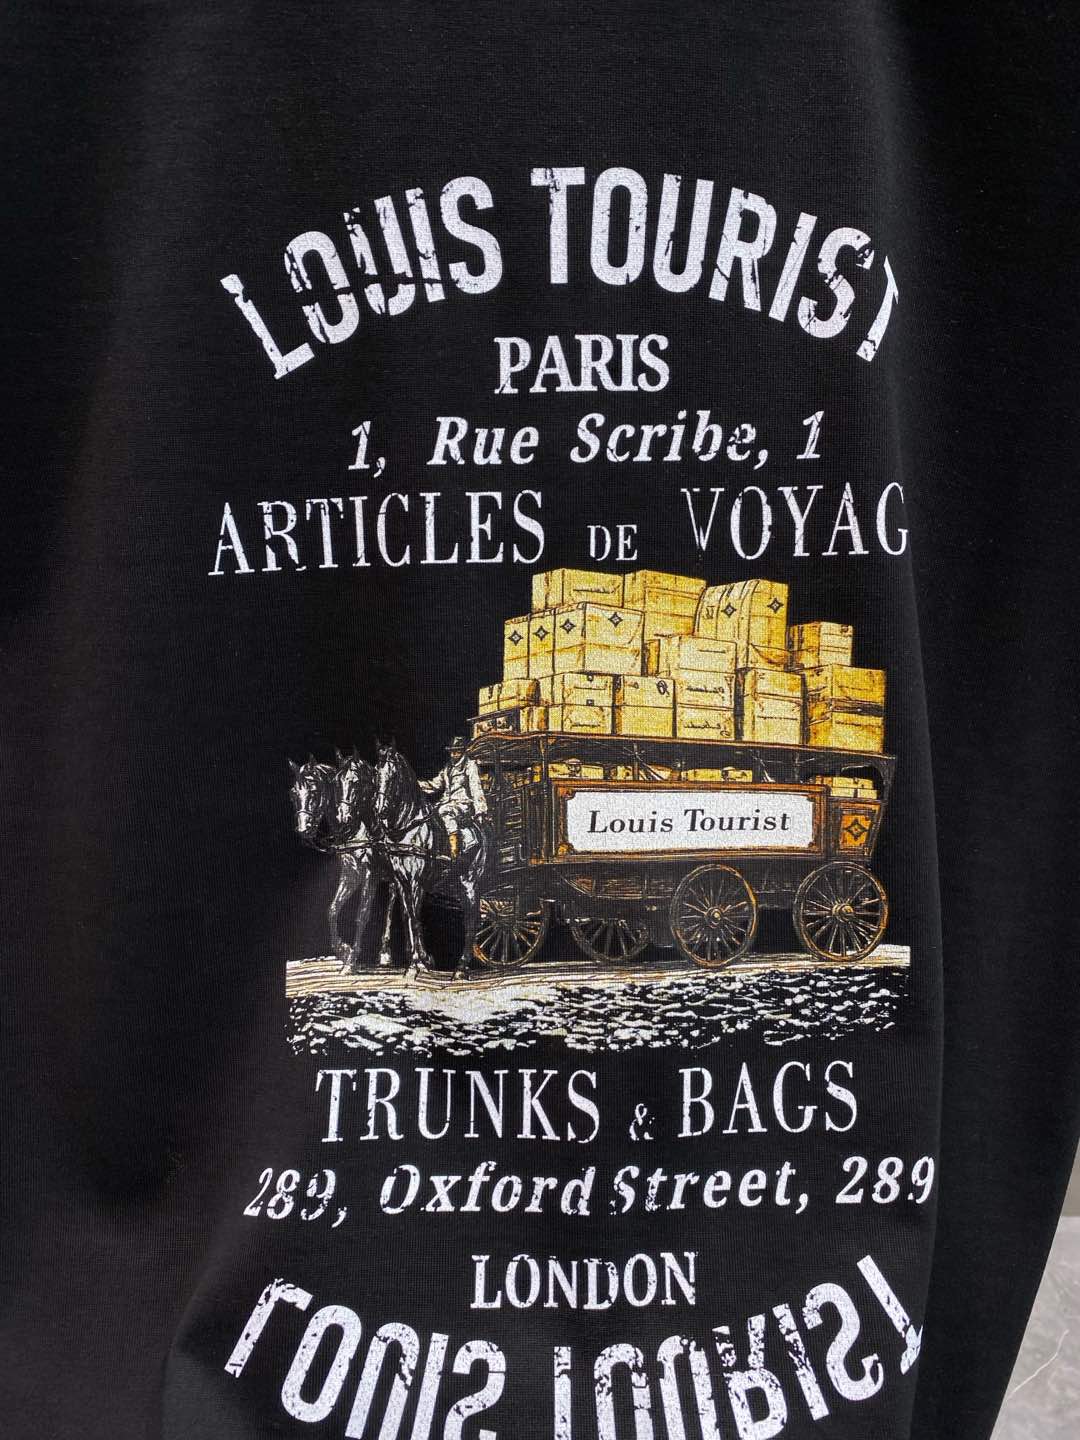 LOUIS TOURIST
PARIS
1, Rue Scribe, 1
ARTICLES DE VOYAG
Louis Tourist
TRUNKS & BAGS
289, Oxford Street, 289
LONDON
LOUIS TOURIST